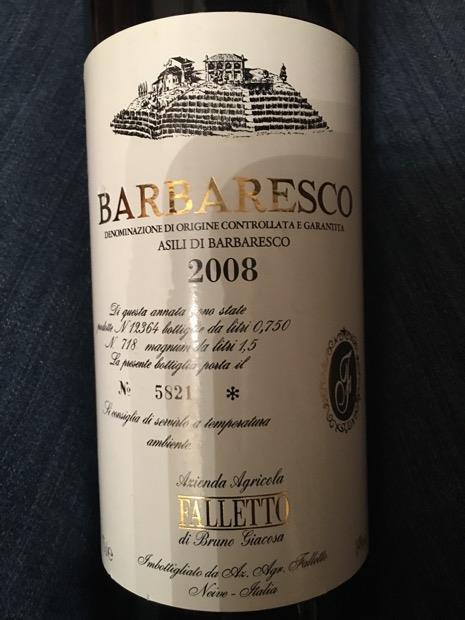 BARBARESCO
DENOMINAZIONE DI ORIGINE CONTROLLATA E GARANTITA
ASILI DI BARBARESCO
2008
Di questa annata sono state
prodotte N 12364 bottiglie da litri 0,750
N 718 magnum da litri 1,5
La presente bottiglia porta il
№ 5821 *
Si consiglia di servirlo a temperatura
ambiente
Azienda Agricola
FALLETTO
di Bruno Giacosa
Imbottigliato da Az. Agr. Falletto
Neive - Italia